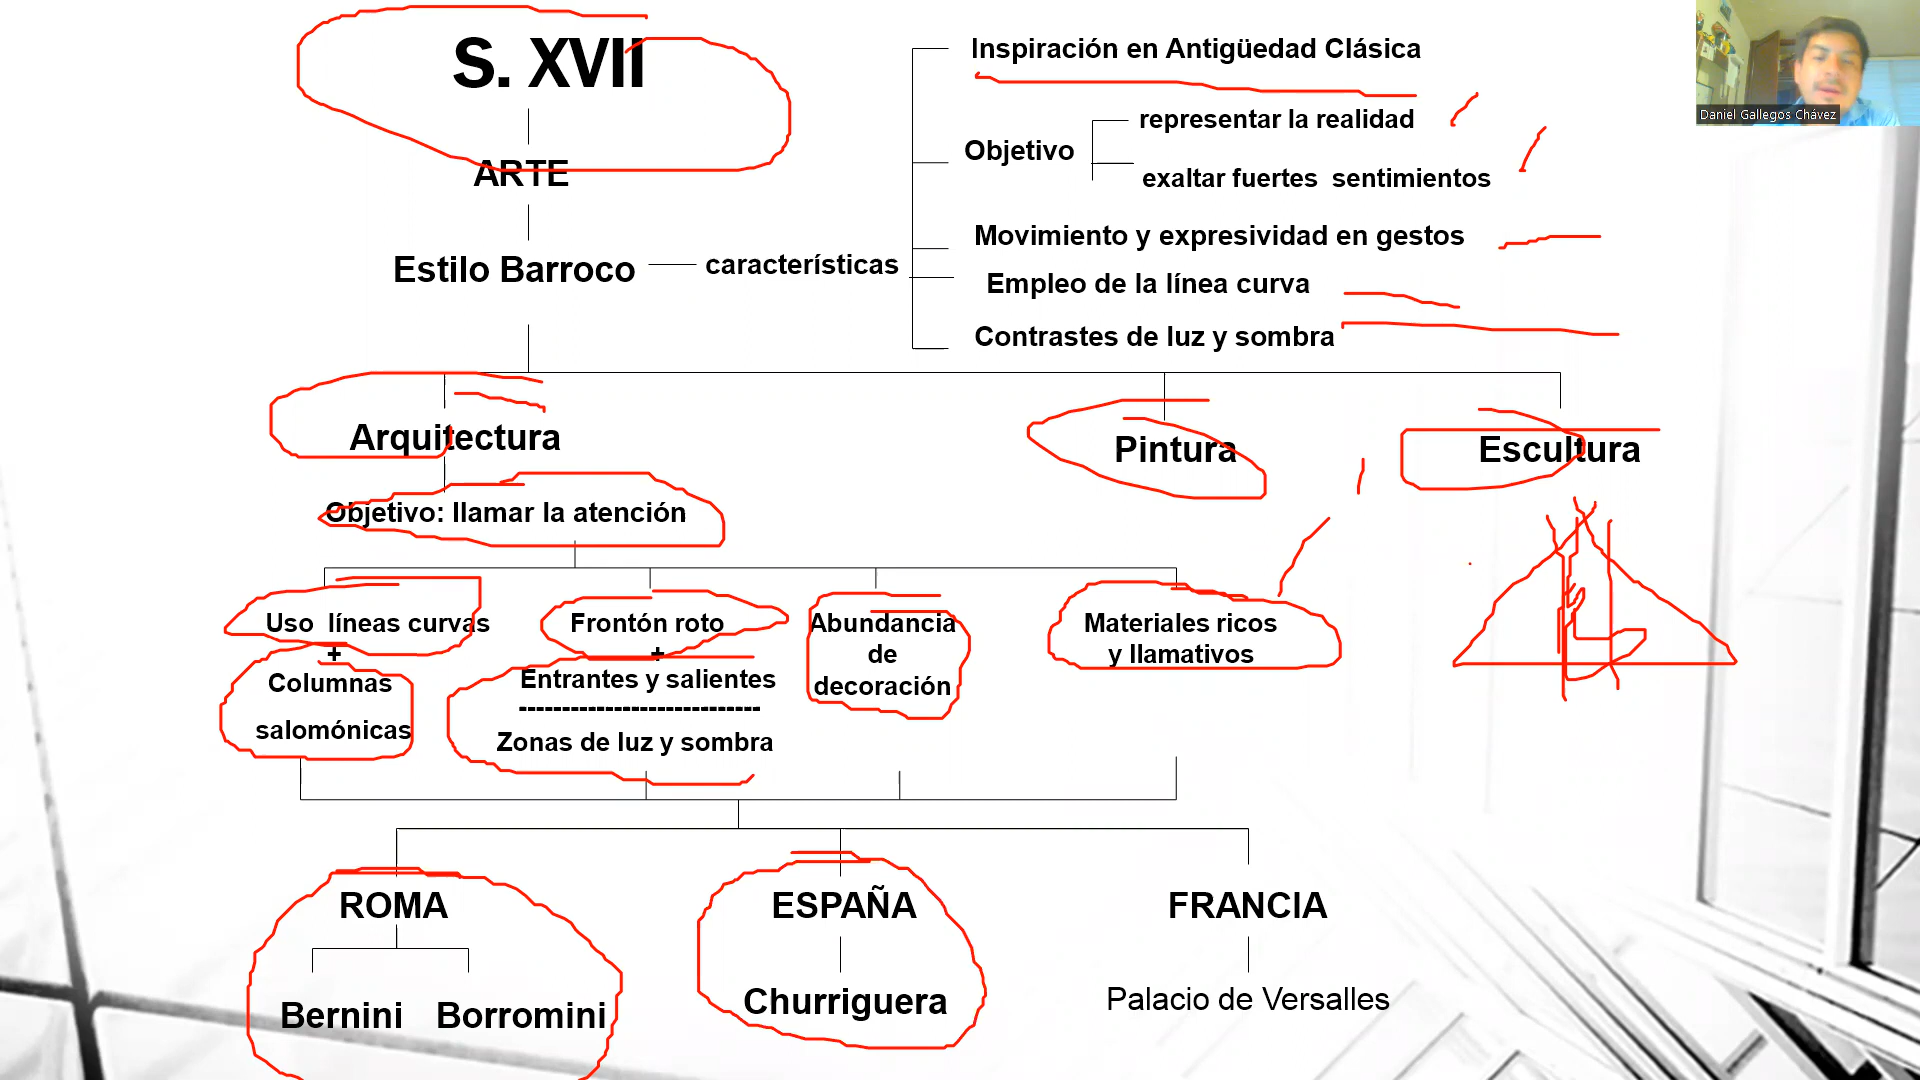 S. XVII
ARTE
Estilo Barroco
características
Inspiración en Antigüedad Clásica
Objetivo
representar la realidad
exaltar fuertes sentimientos
Movimiento y expresividad en gestos
Empleo de la línea curva
Contrastes de luz y sombra
Daniel Gallegos Chávez
Arquitectura
Pintura
Escultura
Objetivo: llamar la atención
Uso líneas curvas
+
Columnas
salomónicas
Frontón roto
+
Entrantes y salientes
---------------------------
Zonas de luz y sombra
Abundancia
de
decoración
Materiales ricos
y llamativos
ROMA
Bernini
Borromini
ESPAÑA
Churriguera
FRANCIA
Palacio de Versalles